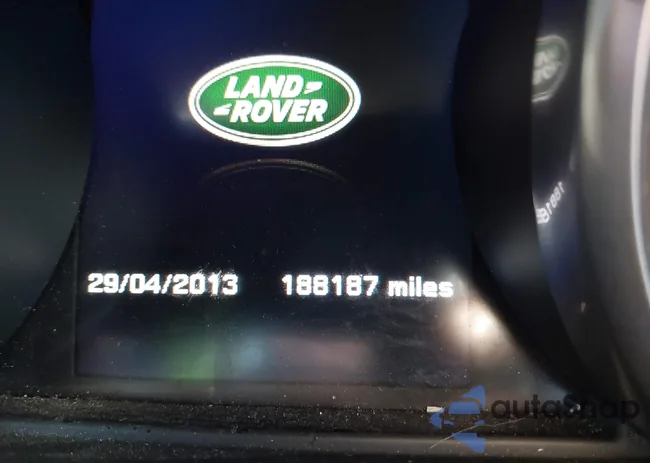 LAND
ROVER
29/04/2013 188187 miles
autoSnap